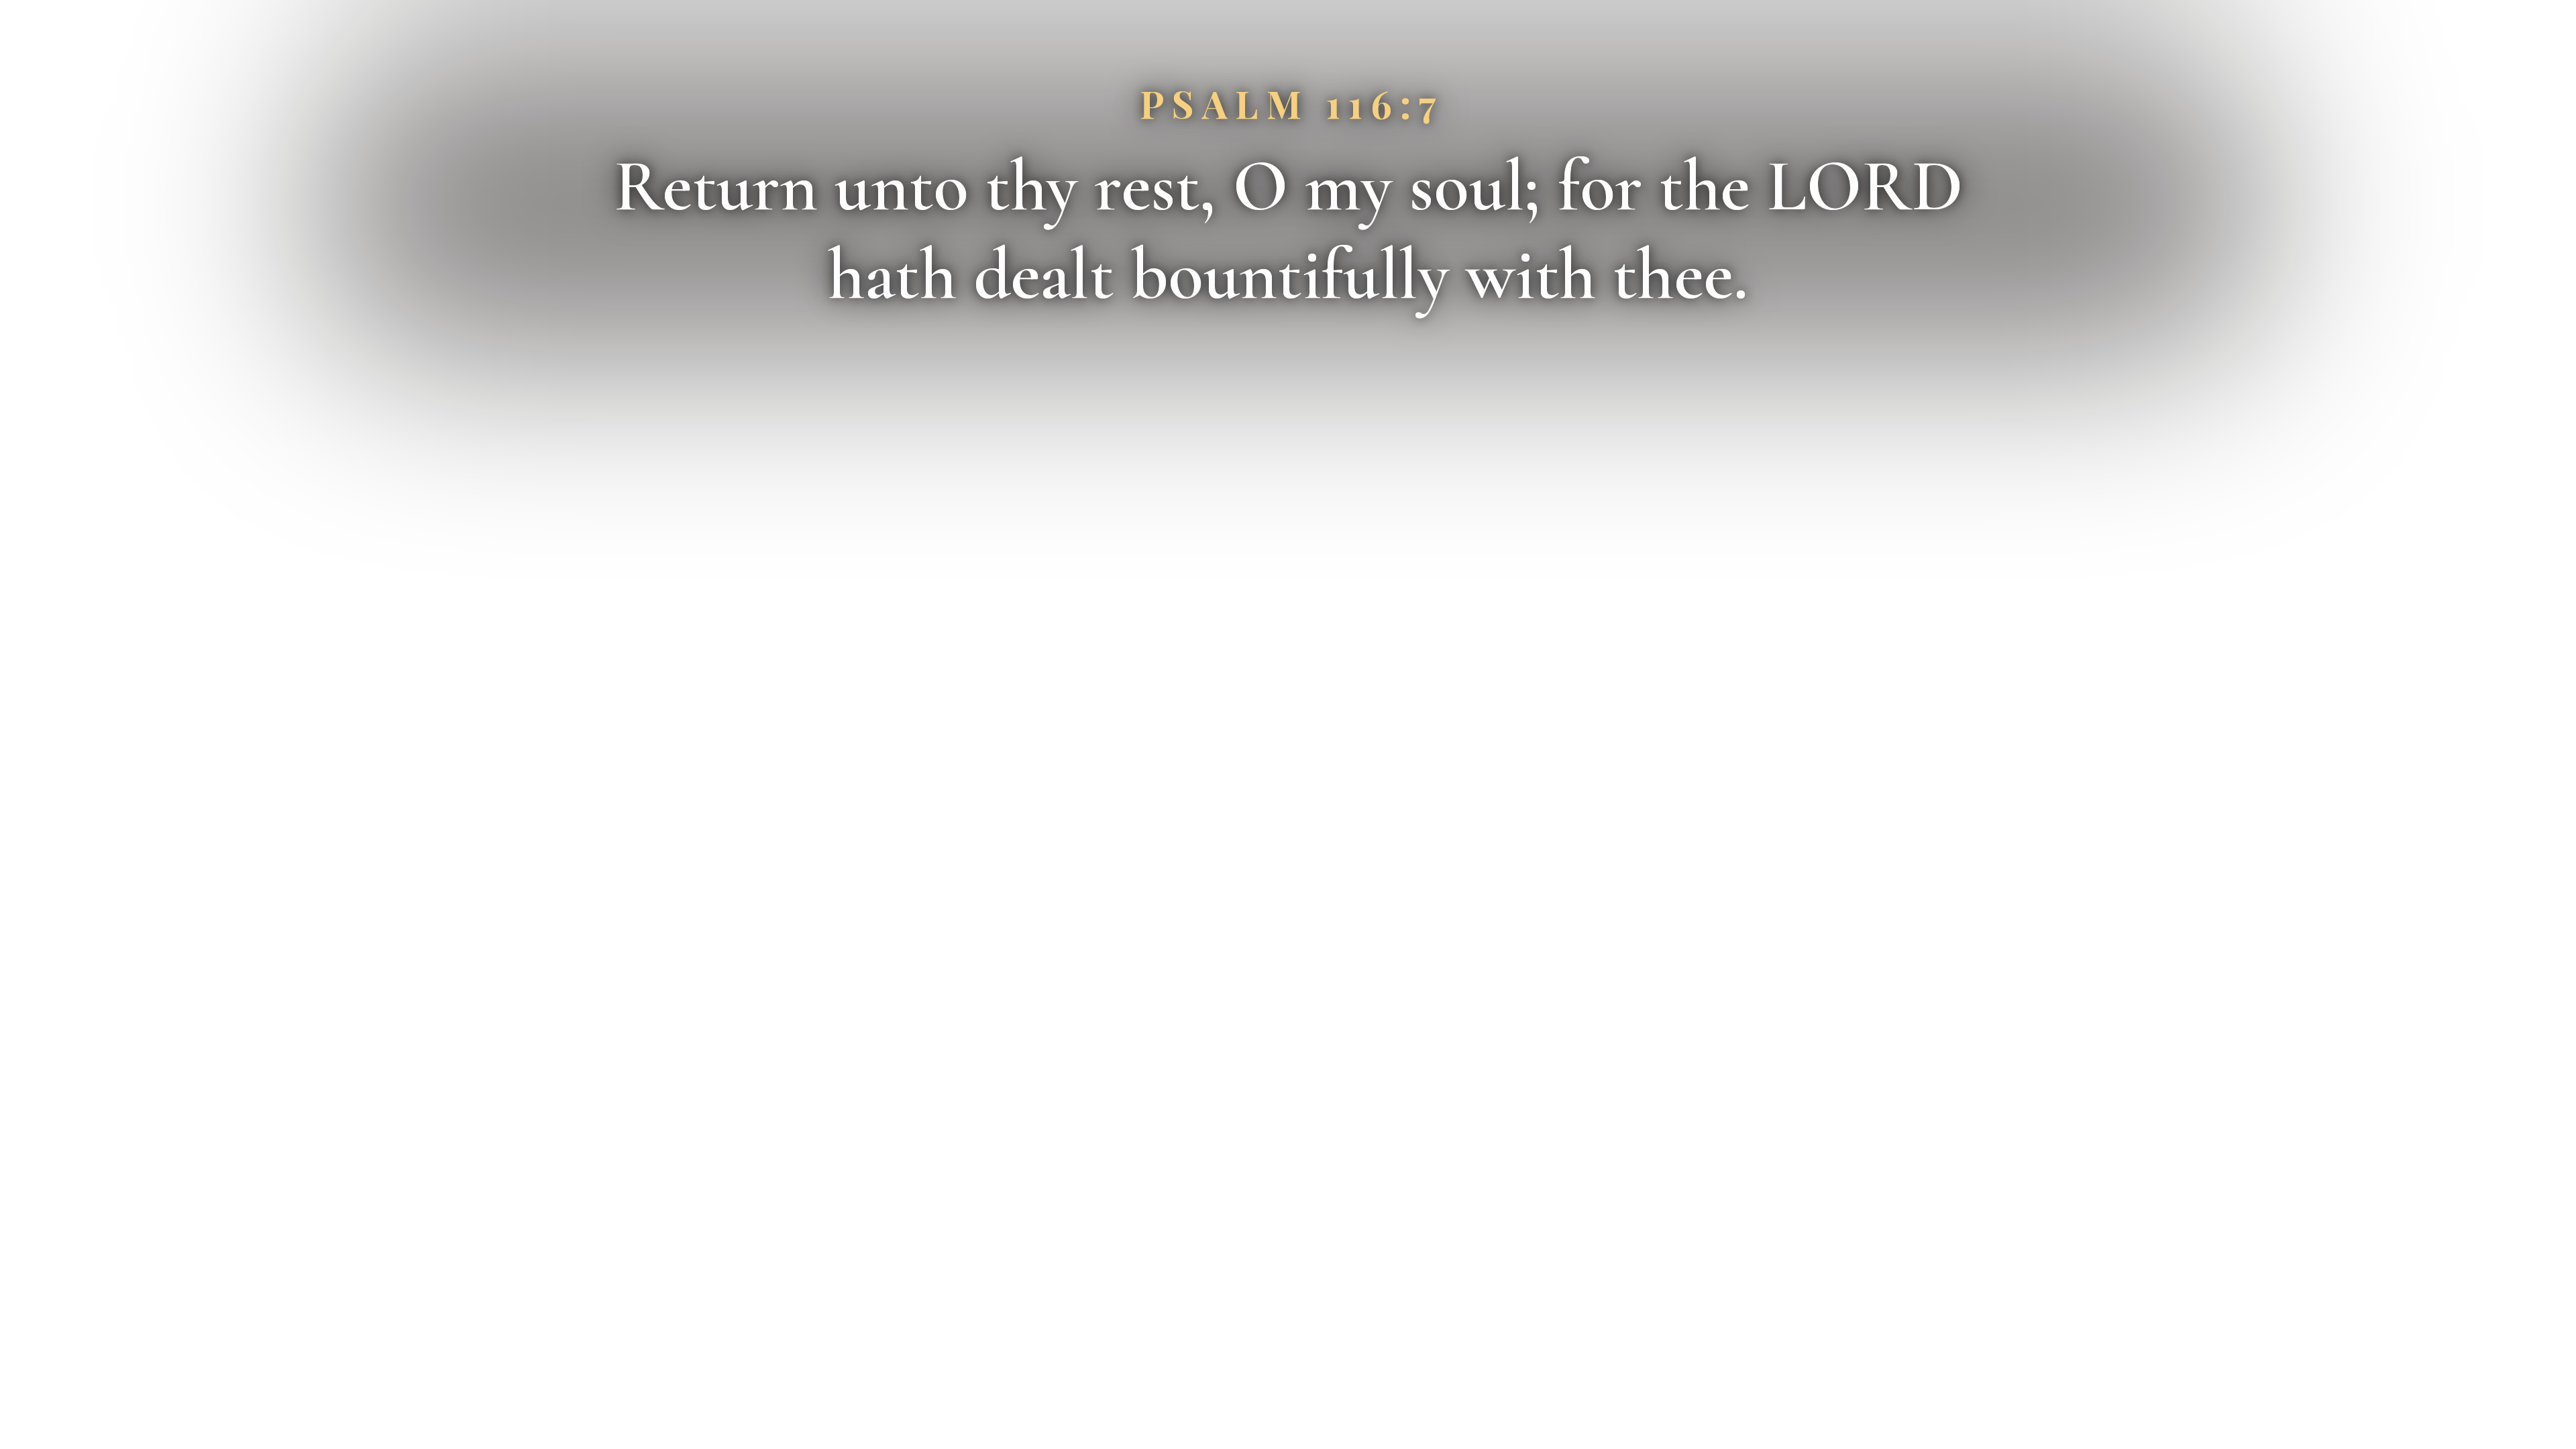 PSALM 116:7
Return unto thy rest, O my soul; for the LORD
hath dealt bountifully with thee.